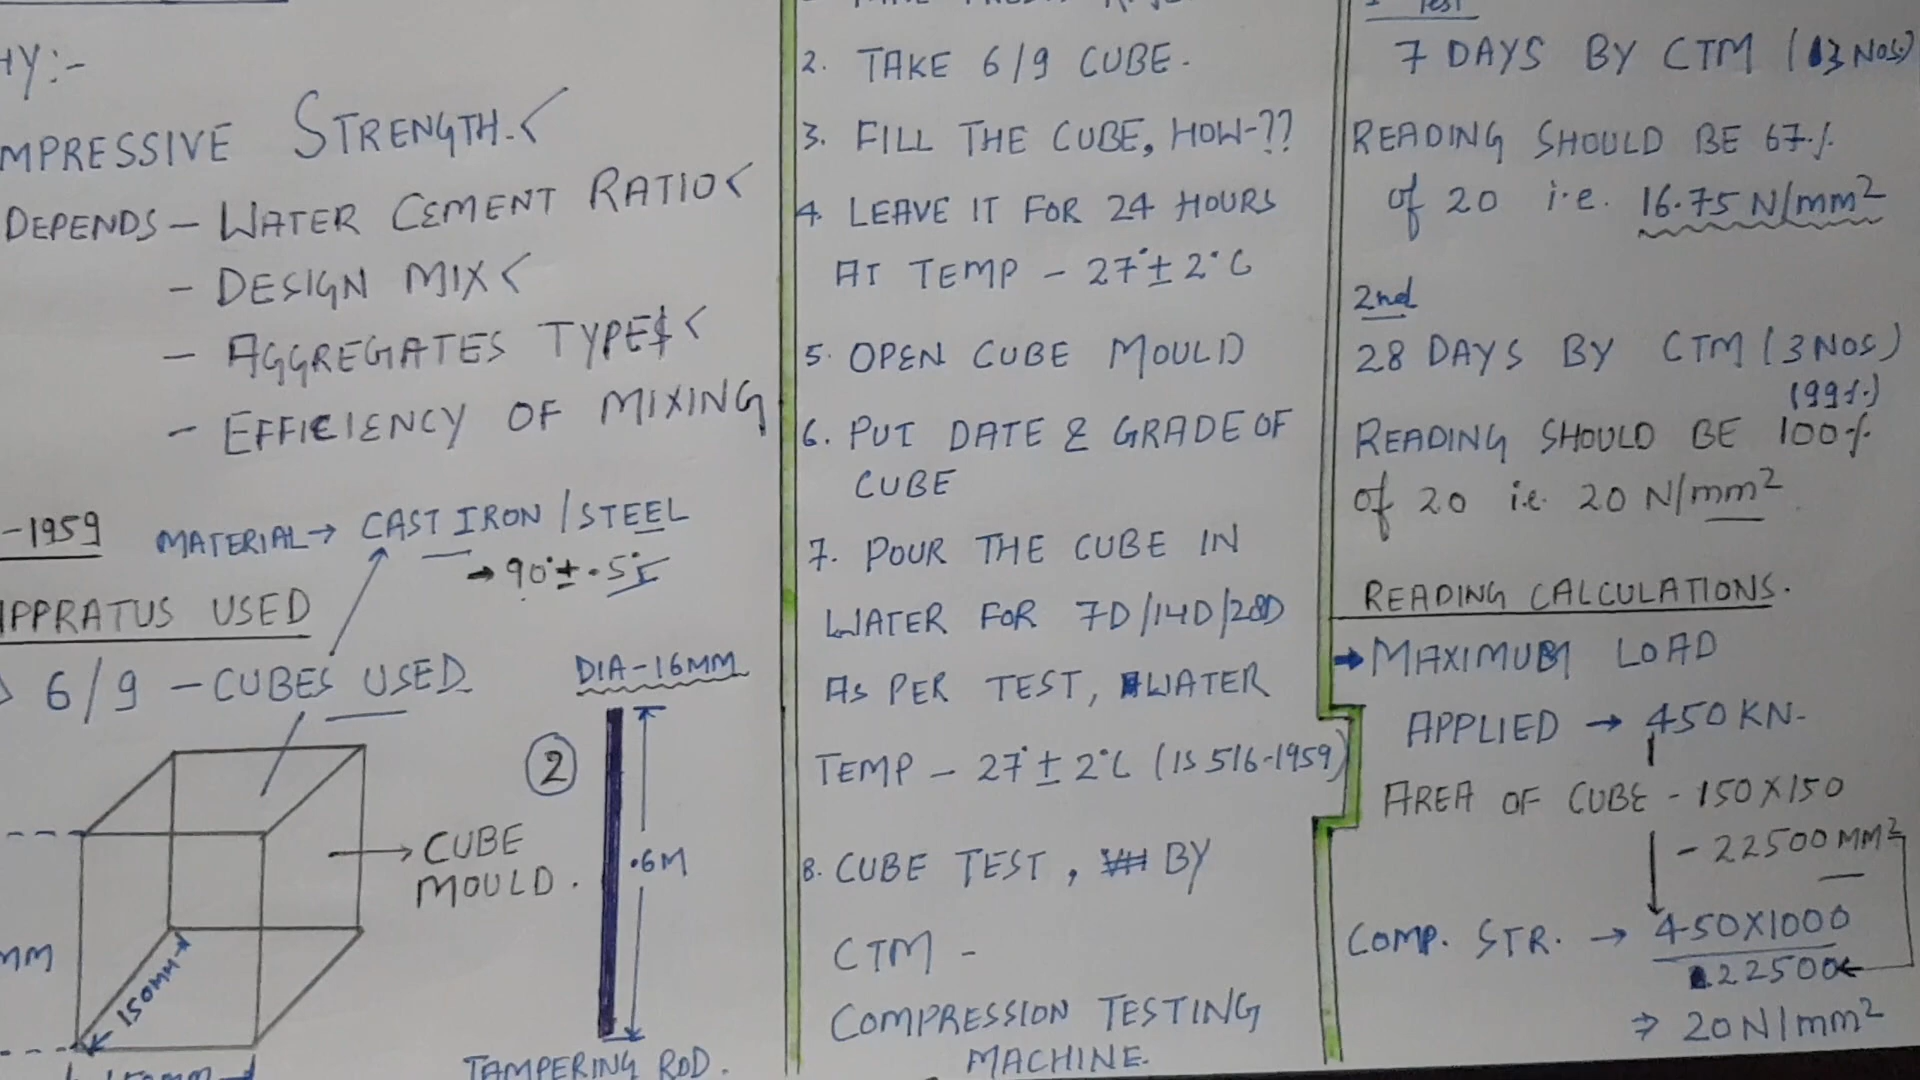 HY:-
MPRESSIVE STRENGTH-<
DEPENDS - WATER CEMENT RATIO<
- DESIGN MIX<
- AGGREGATES TYPES<
- EFFICIENCY OF MIXING
-1959 MATERIAL→ CAST IRON / STEEL
→ 90°± .5°
APPRATUS USED
6/9 - CUBES USED
DIA-16MM
2
CUBE
MOULD.
.6M
MM
150MM
150mm
TAMPERING ROD.
2. TAKE 6/9 CUBE.
3. FILL THE CUBE, HOW-??
4. LEAVE IT FOR 24 HOURS
AT TEMP - 27°± 2°C
5. OPEN CUBE MOULD
6. PUT DATE & GRADE OF
CUBE
7. POUR THE CUBE IN
WATER FOR 7D/14D/28D
AS PER TEST, WATER
TEMP - 27°± 2°C (IS 516-1959)
8. CUBE TEST, BY
CTM -
COMPRESSION TESTING
MACHINE.
Test
7 DAYS BY CTM (3 NOS)
READING SHOULD BE 67%
of 20 i.e. 16.75 N/mm²
2nd
28 DAYS BY CTM (3 NOS)
(99%)
READING SHOULD BE 100%
of 20 i.e. 20 N/mm²
READING CALCULATIONS.
→ MAXIMUM LOAD
APPLIED → 450 KN-
AREA OF CUBE - 150X150
- 22500 MM²
COMP. STR. → 450X1000
22500
⇒ 20N/mm²